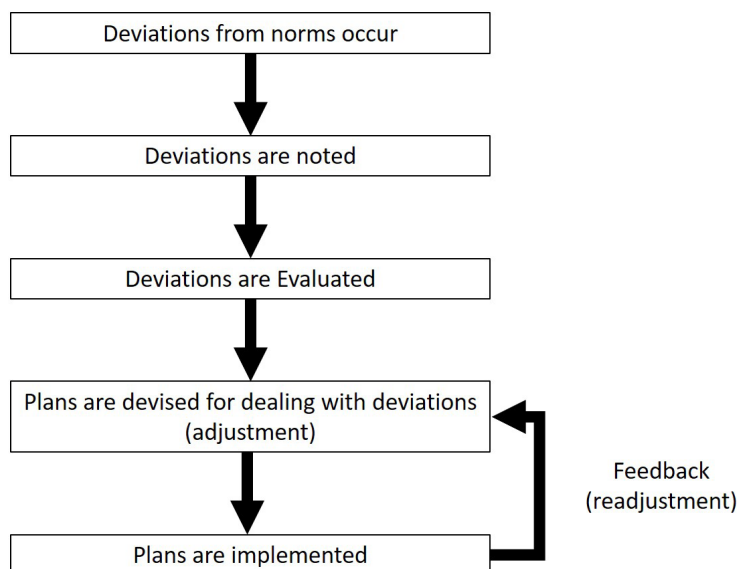 Deviations from norms occur
Deviations are noted
Deviations are Evaluated
Plans are devised for dealing with deviations
(adjustment)
Feedback
(readjustment)
Plans are implemented